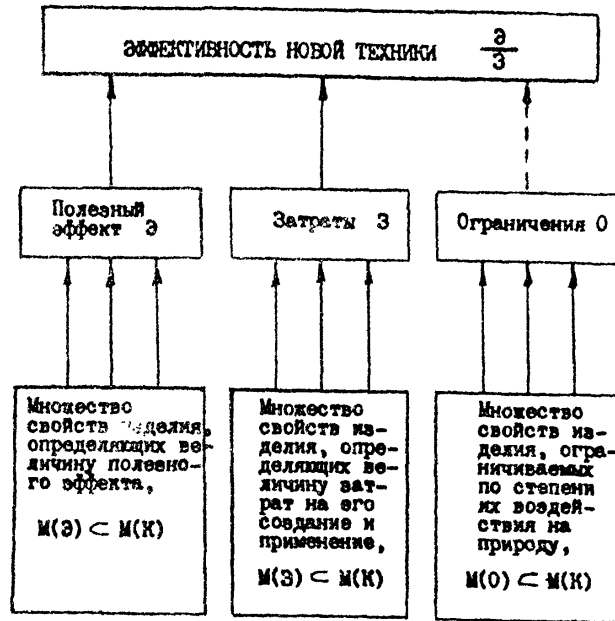 ЭФФЕКТИВНОСТЬ НОВОЙ ТЕХНИКИ Э/З
Полезный
эффект Э
Затраты З
Ограничения О
Множество
свойств изделия,
определяющих ве-
личину полезно-
го эффекта,
М(Э) ⊂ М(К)
Множество
свойств из-
делия, опре-
деляющих ве-
личину зат-
рат на его
создание и
применение,
М(З) ⊂ М(К)
Множество
свойств из-
делия, огра-
ничиваемых
по степени
их воздей-
ствия на
природу,
М(О) ⊂ М(К)